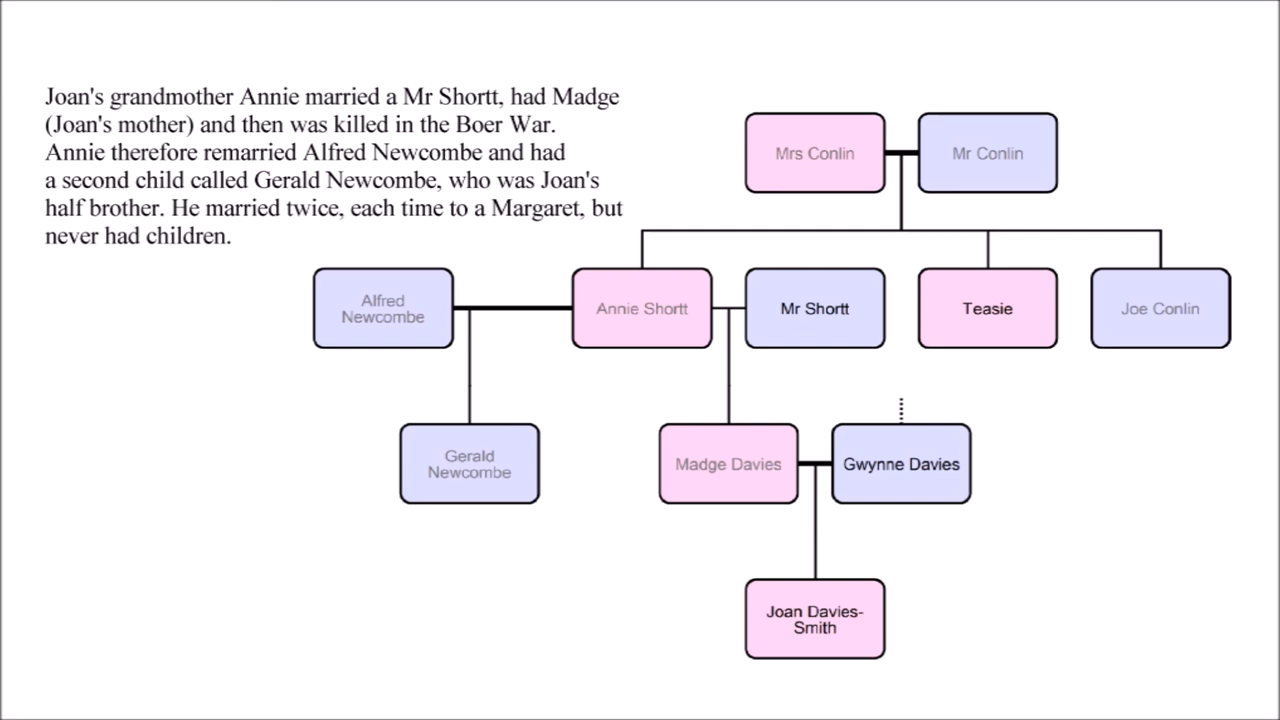 Joan's grandmother Annie married a Mr Shortt, had Madge
(Joan's mother) and then was killed in the Boer War.
Annie therefore remarried Alfred Newcombe and had
a second child called Gerald Newcombe, who was Joan's
half brother. He married twice, each time to a Margaret, but
never had children.
Mrs Conlin
Mr Conlin
Alfred
Newcombe
Annie Shortt
Mr Shortt
Teasie
Joe Conlin
Gerald
Newcombe
Madge Davies
Gwynne Davies
Joan Davies-
Smith